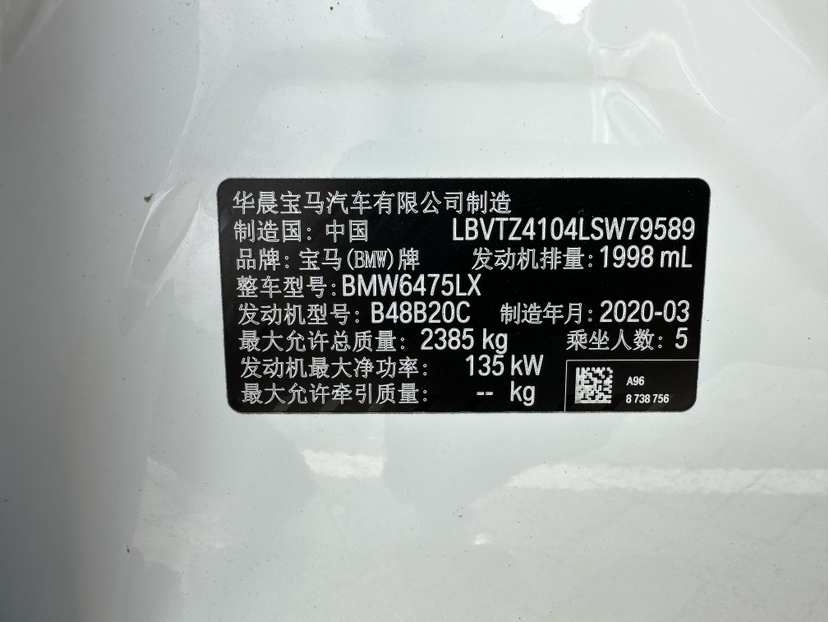 华晨宝马汽车有限公司制造
制造国: 中国 LBVTZ4104LSW79589
品牌: 宝马(BMW)牌 发动机排量: 1998 mL
整车型号: BMW6475LX
发动机型号: B48B20C 制造年月: 2020-03
最大允许总质量: 2385 kg 乘坐人数: 5
发动机最大净功率: 135 kW
最大允许牵引质量: -- kg
A96
8 738 756